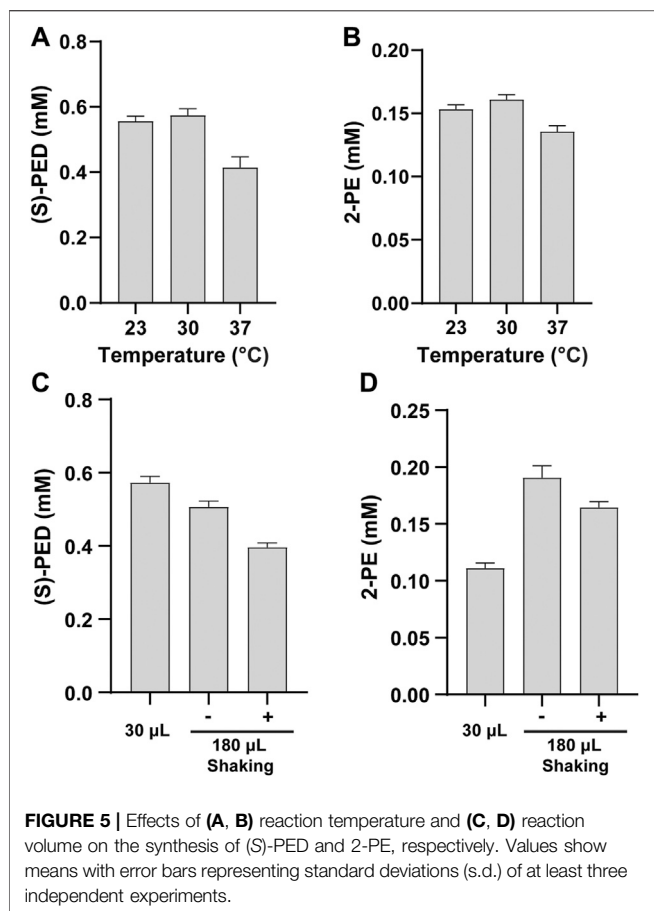 A
(S)-PED (mM)
0.8
0.6
0.4
0.2
0.0
23 30 37
Temperature (°C)
B
2-PE (mM)
0.20
0.15
0.10
0.05
0.00
23 30 37
Temperature (°C)
C
(S)-PED (mM)
0.8
0.6
0.4
0.2
0.0
30 µL - +
180 µL
Shaking
D
2-PE (mM)
0.25
0.20
0.15
0.10
0.05
0.00
30 µL - +
180 µL
Shaking
FIGURE 5 | Effects of (A, B) reaction temperature and (C, D) reaction
volume on the synthesis of (S)-PED and 2-PE, respectively. Values show
means with error bars representing standard deviations (s.d.) of at least three
independent experiments.